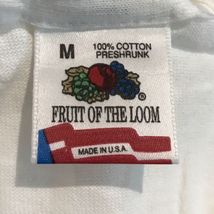 M
100% COTTON
PRESHRUNK
®
FRUIT OF THE LOOM
MADE IN U.S.A.